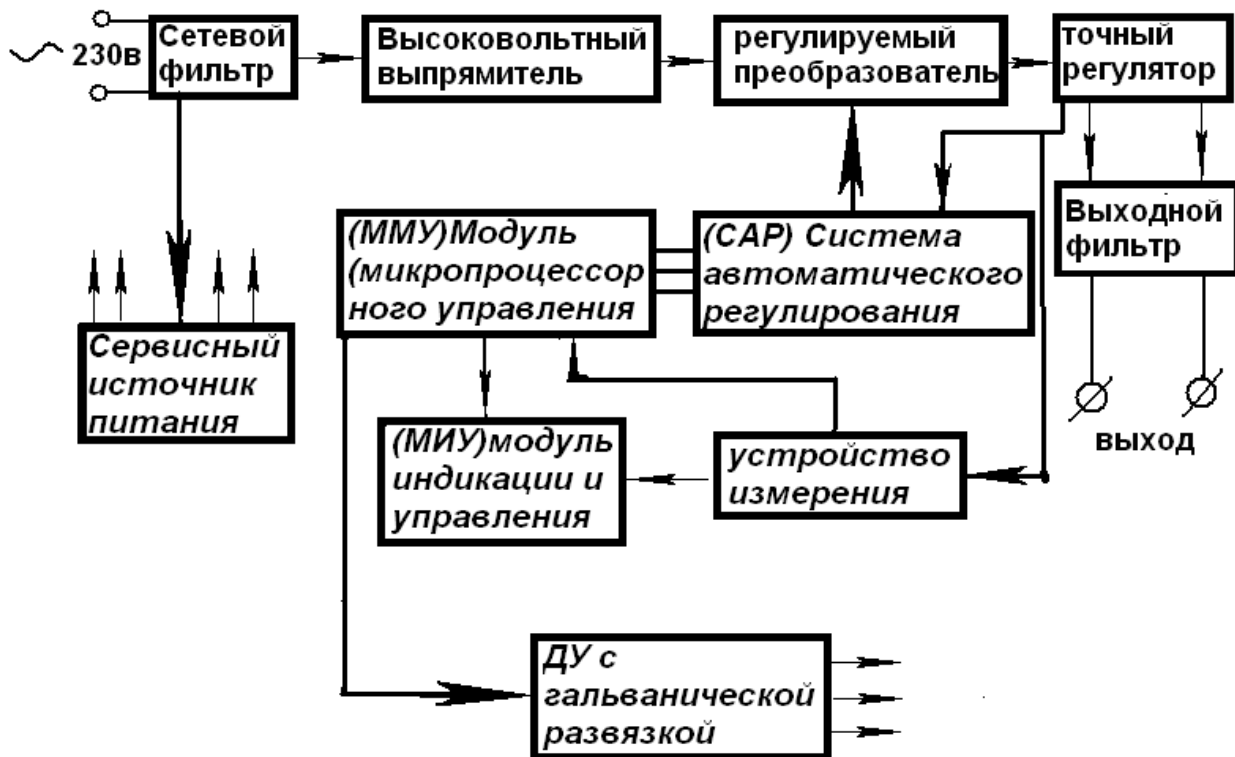 230в
Сетевой
фильтр
Высоковольтный
выпрямитель
регулируемый
преобразователь
точный
регулятор
(ММУ)Модуль
(микропроцессор
ного управления
(САР) Система
автоматического
регулирования
Выходной
фильтр
Сервисный
источник
питания
(МИУ)модуль
индикации и
управления
устройство
измерения
выход
ДУ с
гальванической
развязкой